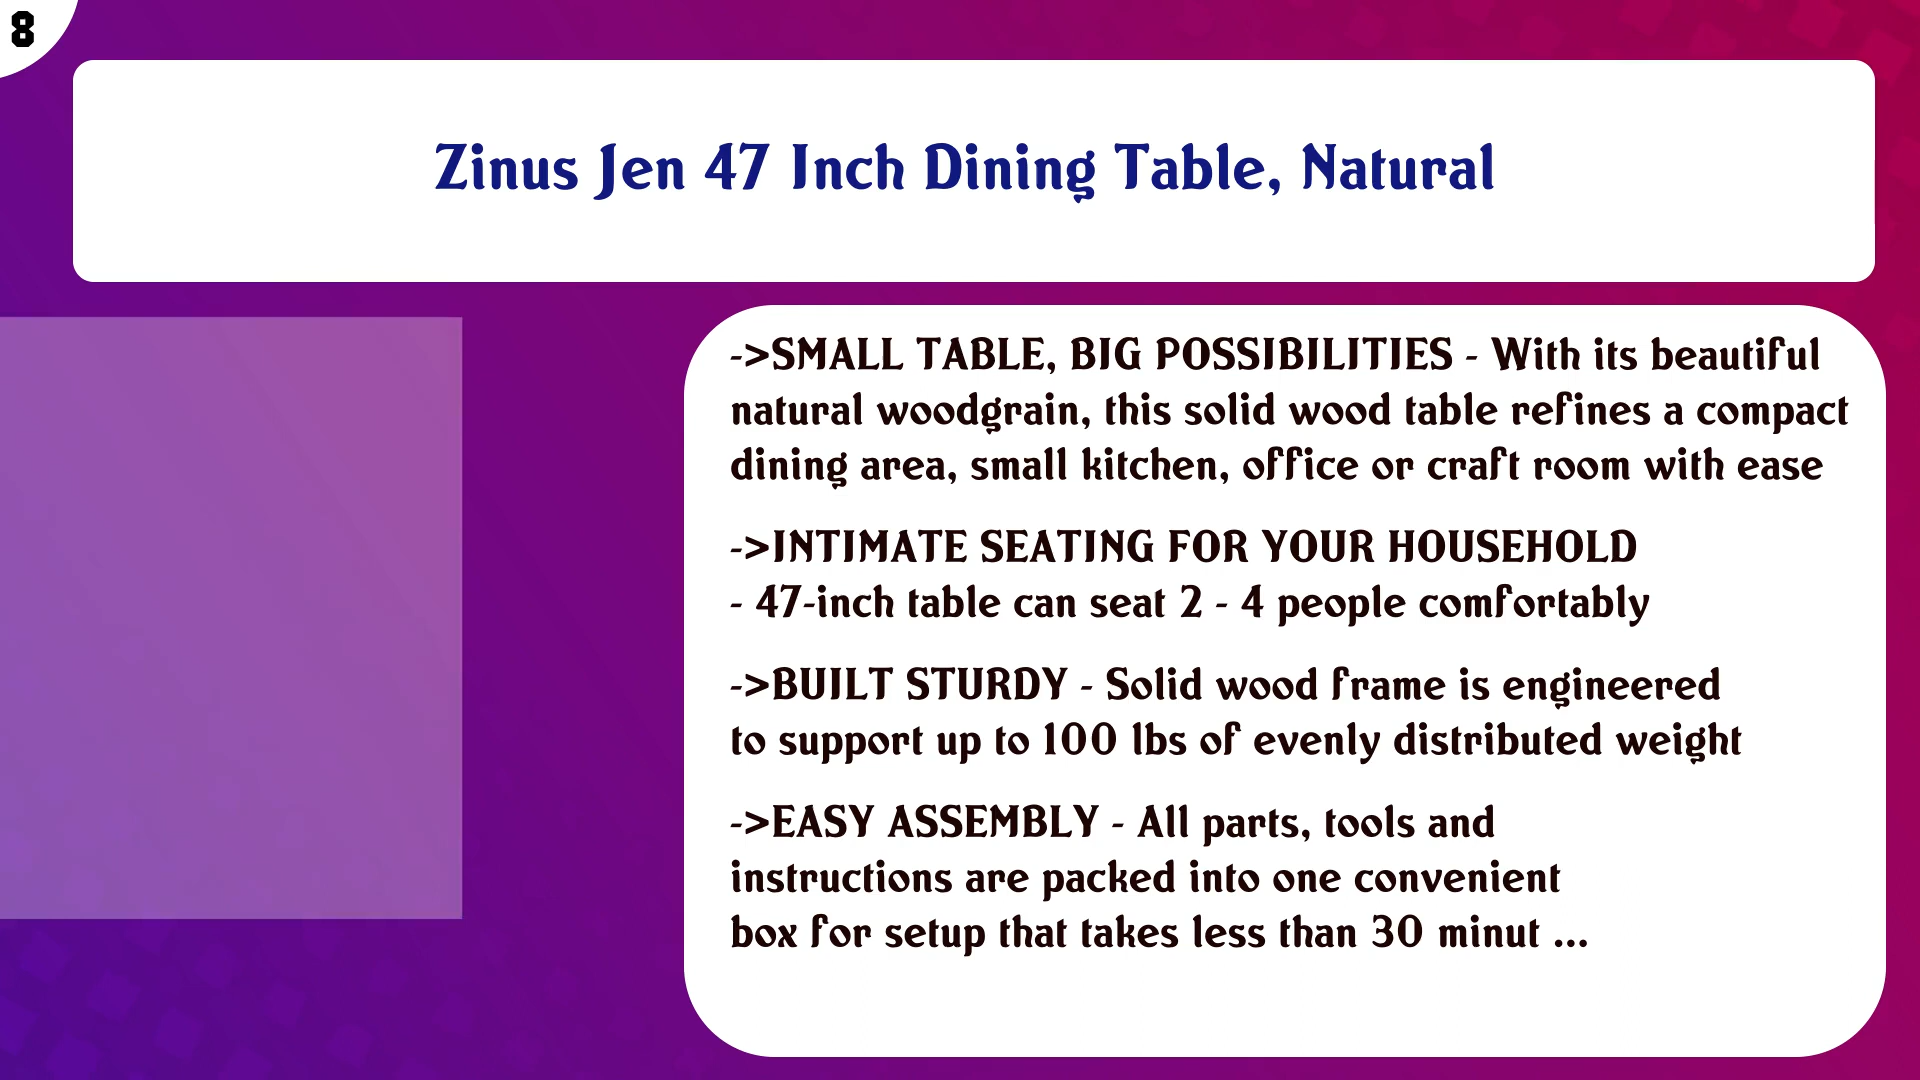 8
Zinus Jen 47 Inch Dining Table, Natural
->SMALL TABLE, BIG POSSIBILITIES - With its beautiful
natural woodgrain, this solid wood table refines a compact
dining area, small kitchen, office or craft room with ease
->INTIMATE SEATING FOR YOUR HOUSEHOLD
- 47-inch table can seat 2 - 4 people comfortably
->BUILT STURDY - Solid wood frame is engineered
to support up to 100 lbs of evenly distributed weight
->EASY ASSEMBLY - All parts, tools and
instructions are packed into one convenient
box for setup that takes less than 30 minut ...